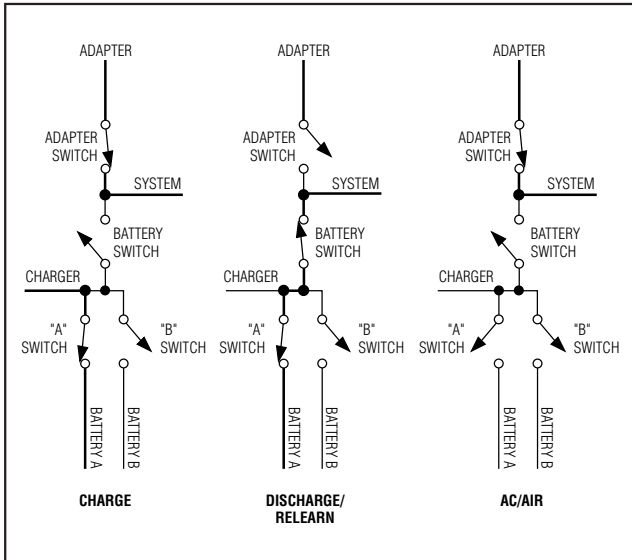 ADAPTER
ADAPTER
SWITCH
SYSTEM
BATTERY
SWITCH
CHARGER
"A"
SWITCH
"B"
SWITCH
BATTERY A
BATTERY B
CHARGE
ADAPTER
ADAPTER
SWITCH
SYSTEM
BATTERY
SWITCH
CHARGER
"A"
SWITCH
"B"
SWITCH
BATTERY A
BATTERY B
DISCHARGE/
RELEARN
ADAPTER
ADAPTER
SWITCH
SYSTEM
BATTERY
SWITCH
CHARGER
"A"
SWITCH
"B"
SWITCH
BATTERY A
BATTERY B
AC/AIR